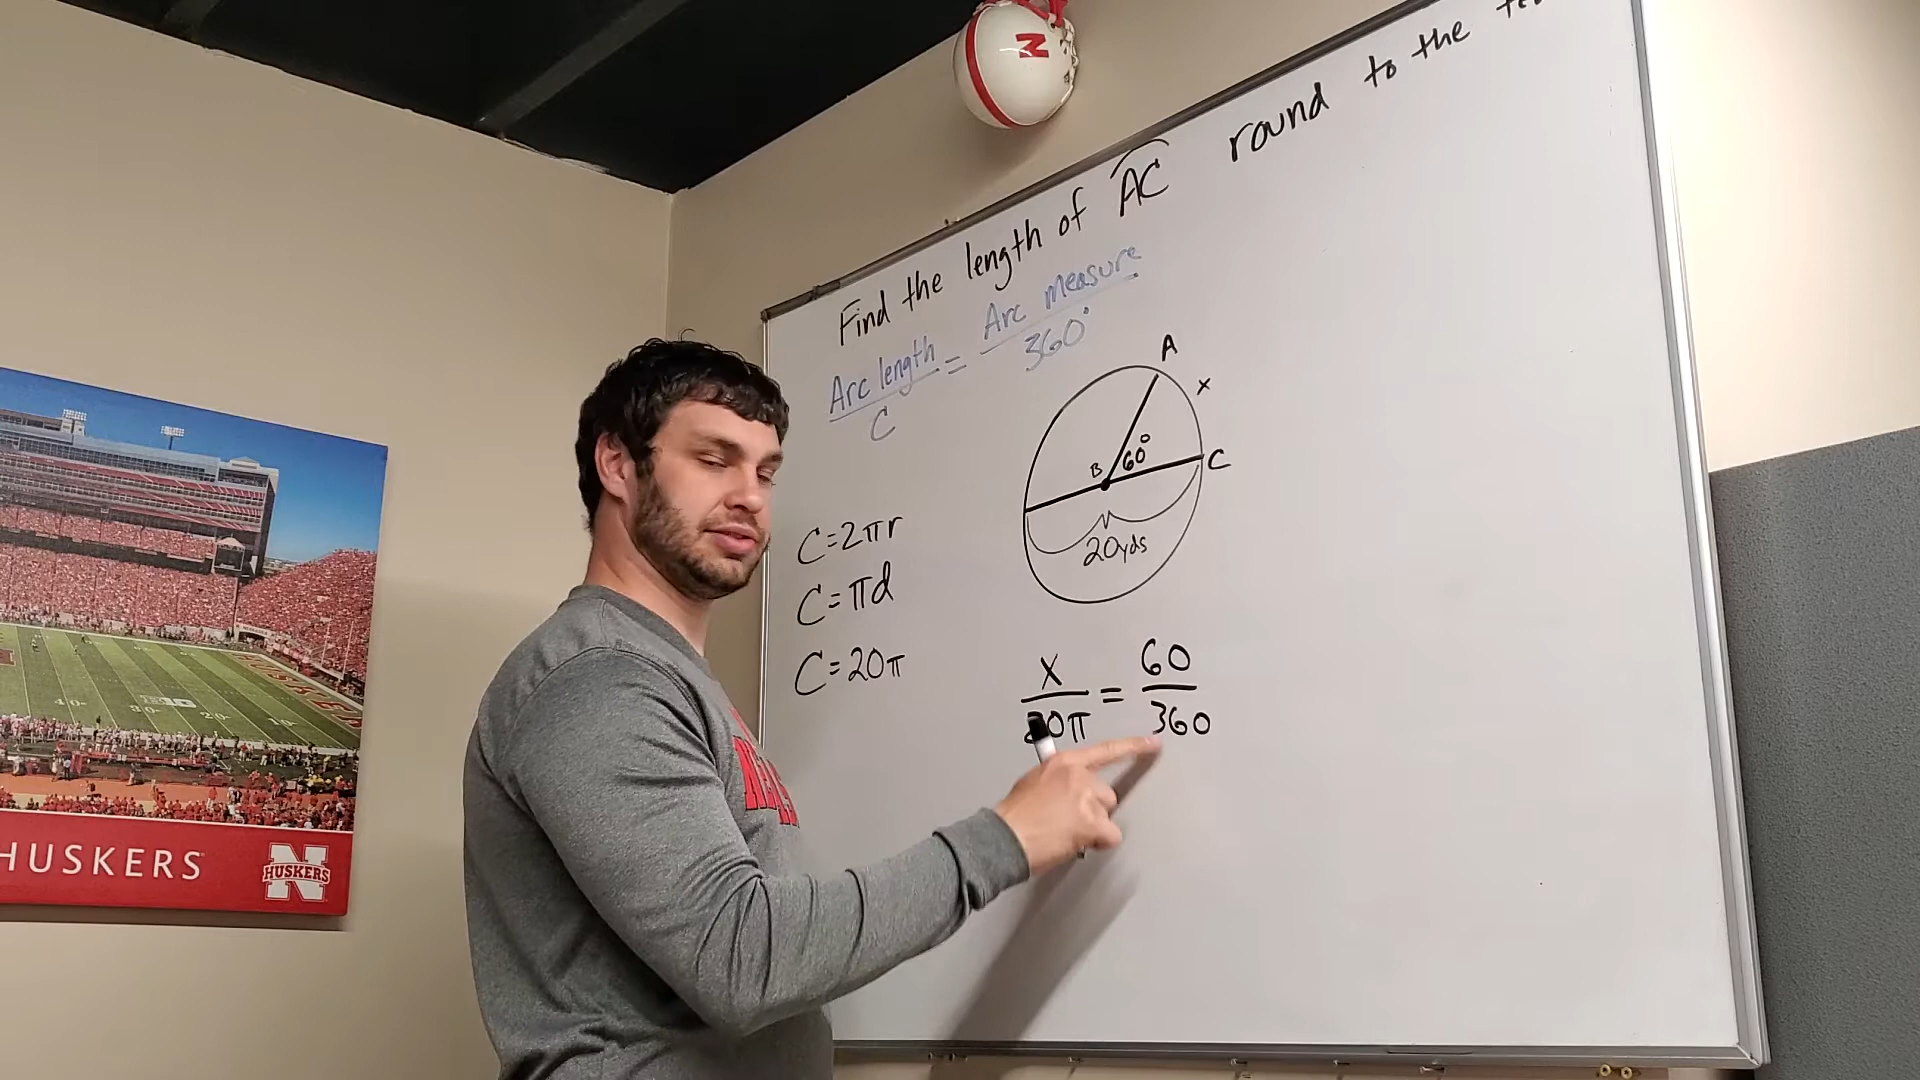 Find the length of AC round to the
Arc length = Arc measure
C 360°
A
x
B 60° C
20yds
C=2πr
C=πd
C=20π
x = 60
20π 360
HUSKERS
N
HUSKERS
N